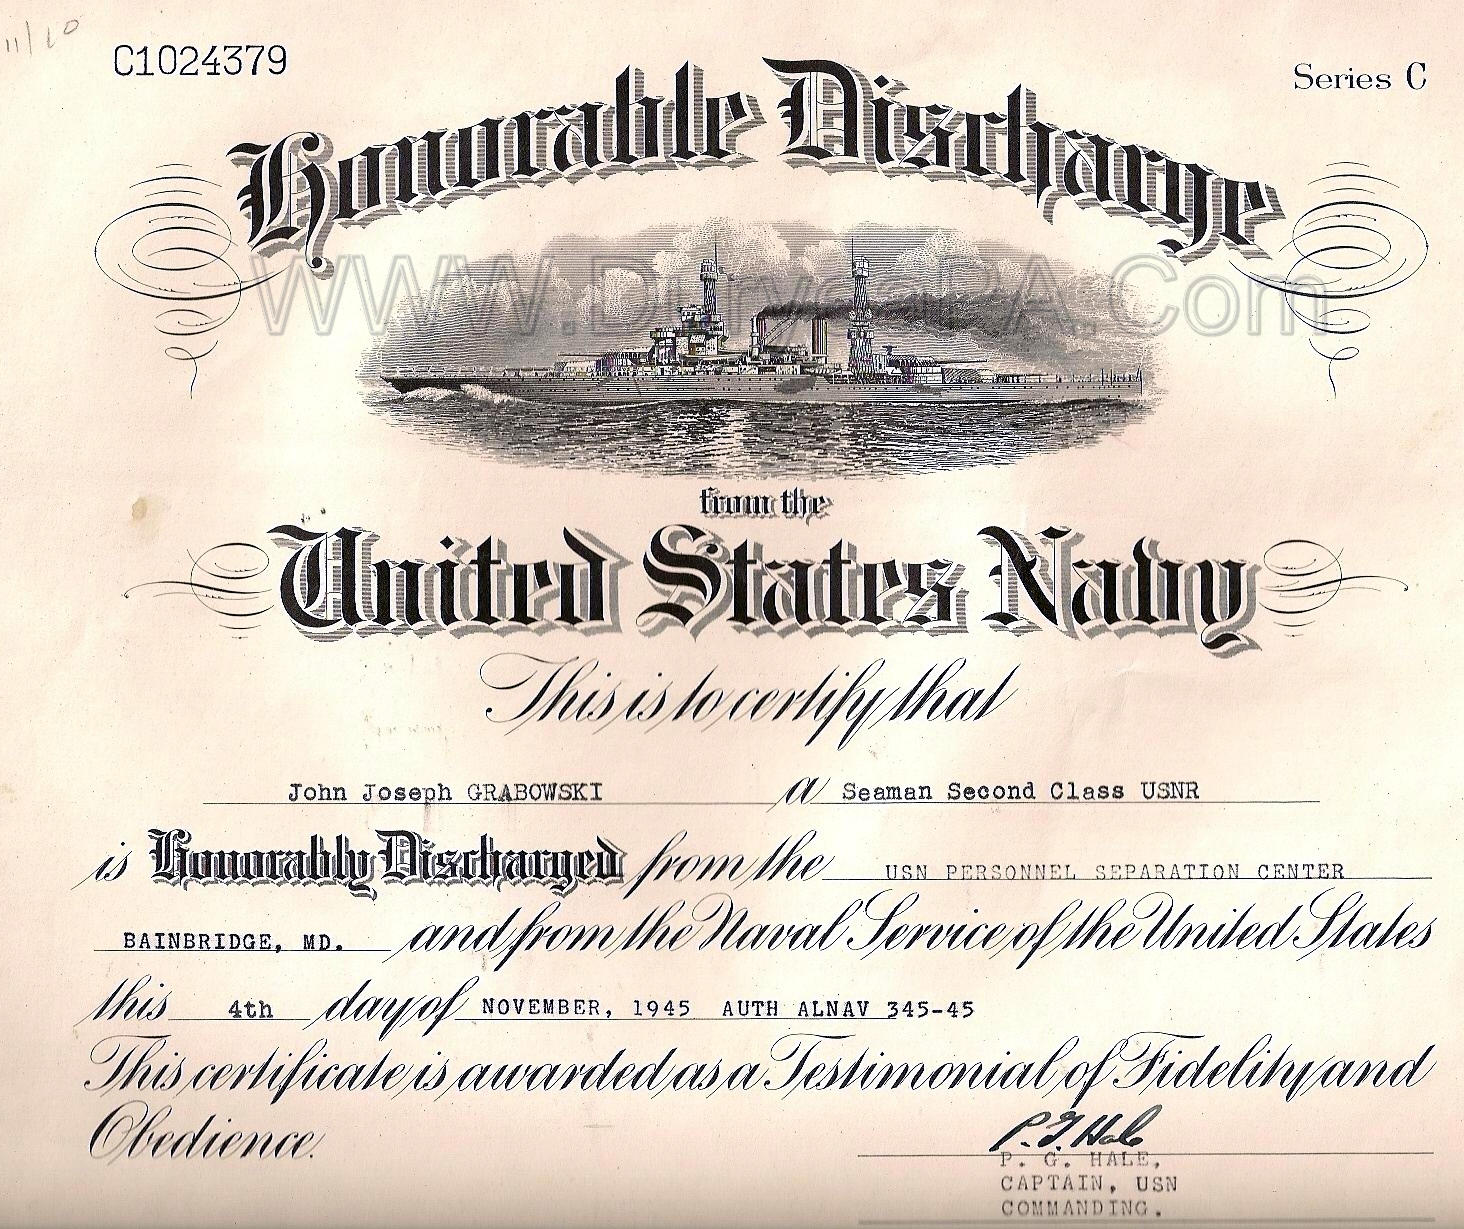 11/10
C1024379
Series C
Honorable Discharge
WWW.DuryeaPA.Com
from the
United States Navy
This is to certify that
John Joseph GRABOWSKI a Seaman Second Class USNR
is Honorably Discharged from the USN PERSONNEL SEPARATION CENTER
BAINBRIDGE, MD. and from the Naval Service of the United States
this 4th day of NOVEMBER, 1945 AUTH ALNAV 345-45
This certificate is awarded as a Testimonial of Fidelity and
Obedience.
P. G. Hale
P. G. HALE,
CAPTAIN, USN
COMMANDING.